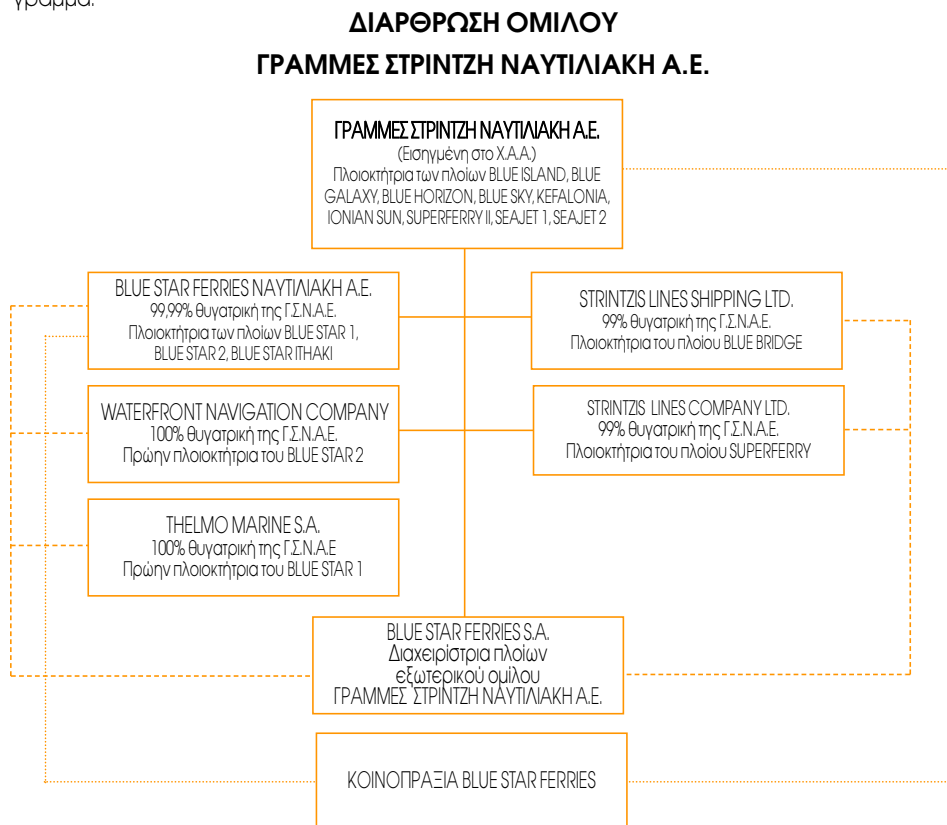 γραμμα.
ΔΙΑΡΘΡΩΣΗ ΟΜΙΛΟΥ
ΓΡΑΜΜΕΣ ΣΤΡΙΝΤΖΗ ΝΑΥΤΙΛΙΑΚΗ Α.Ε.
ΓΡΑΜΜΕΣ ΣΤΡΙΝΤΖΗ ΝΑΥΤΙΛΙΑΚΗ Α.Ε.
(Εισηγμένη στο Χ.Α.Α.)
Πλοιοκτήτρια των πλοίων BLUE ISLAND, BLUE
GALAXY, BLUE HORIZON, BLUE SKY, KEFALONIA,
IONIAN SUN, SUPERFERRY II, SEAJET 1, SEAJET 2
BLUE STAR FERRIES ΝΑΥΤΙΛΙΑΚΗ Α.Ε.
99,99% θυγατρική της Γ.Σ.Ν.Α.Ε.
Πλοιοκτήτρια των πλοίων BLUE STAR 1,
BLUE STAR 2, BLUE STAR ITHAKI
STRINTZIS LINES SHIPPING LTD.
99% θυγατρική της Γ.Σ.Ν.Α.Ε.
Πλοιοκτήτρια του πλοίου BLUE BRIDGE
WATERFRONT NAVIGATION COMPANY
100% θυγατρική της Γ.Σ.Ν.Α.Ε.
Πρώην πλοιοκτήτρια του BLUE STAR 2
STRINTZIS LINES COMPANY LTD.
99% θυγατρική της Γ.Σ.Ν.Α.Ε.
Πλοιοκτήτρια του πλοίου SUPERFERRY
THELMO MARINE S.A.
100% θυγατρική της Γ.Σ.Ν.Α.Ε
Πρώην πλοιοκτήτρια του BLUE STAR 1
BLUE STAR FERRIES S.A.
Διαχειρίστρια πλοίων
εξωτερικού ομίλου
ΓΡΑΜΜΕΣ ΣΤΡΙΝΤΖΗ ΝΑΥΤΙΛΙΑΚΗ Α.Ε.
ΚΟΙΝΟΠΡΑΞΙΑ BLUE STAR FERRIES